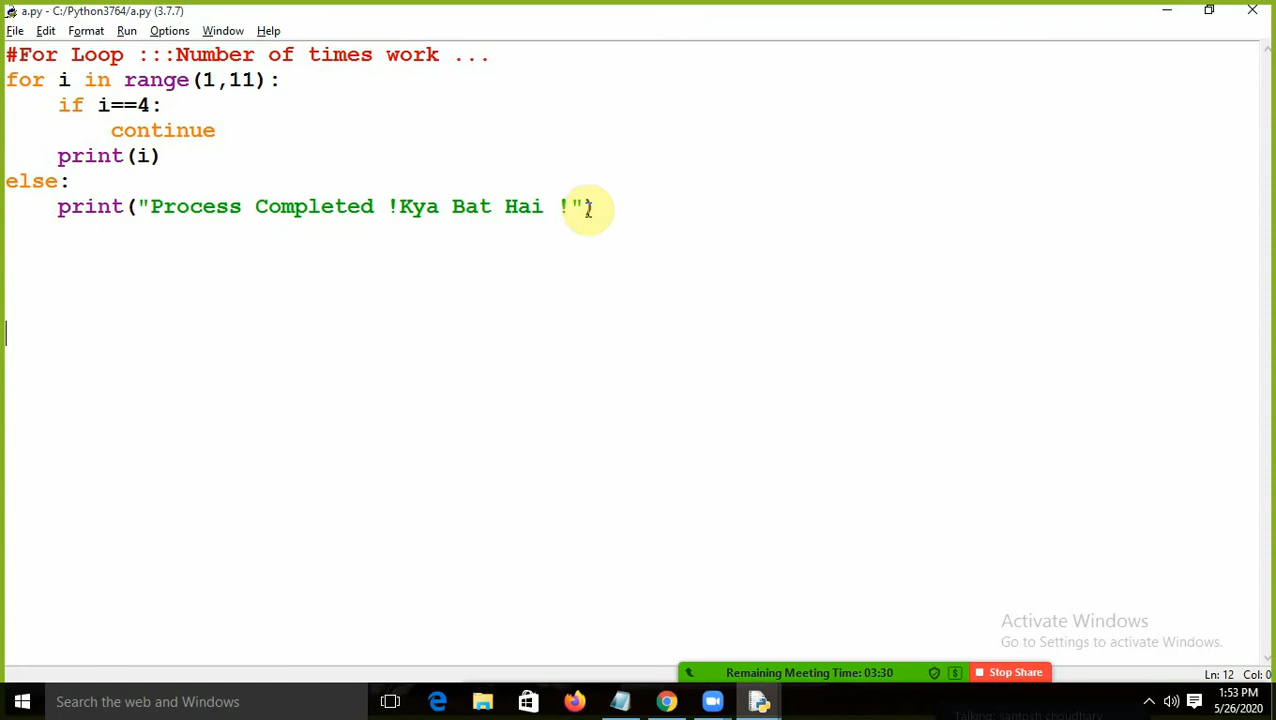 a.py - C:/Python3764/a.py (3.7.7)
File Edit Format Run Options Window Help
#For Loop :::Number of times work ...
for i in range(1,11):
    if i==4:
        continue
    print(i)
else:
    print("Process Completed !Kya Bat Hai !")
Activate Windows
Go to Settings to activate Windows.
Remaining Meeting Time: 03:30
Stop Share
Ln: 12 Col: 0
Search the web and Windows
1:53 PM
5/26/2020
Talking: santosh choudhary